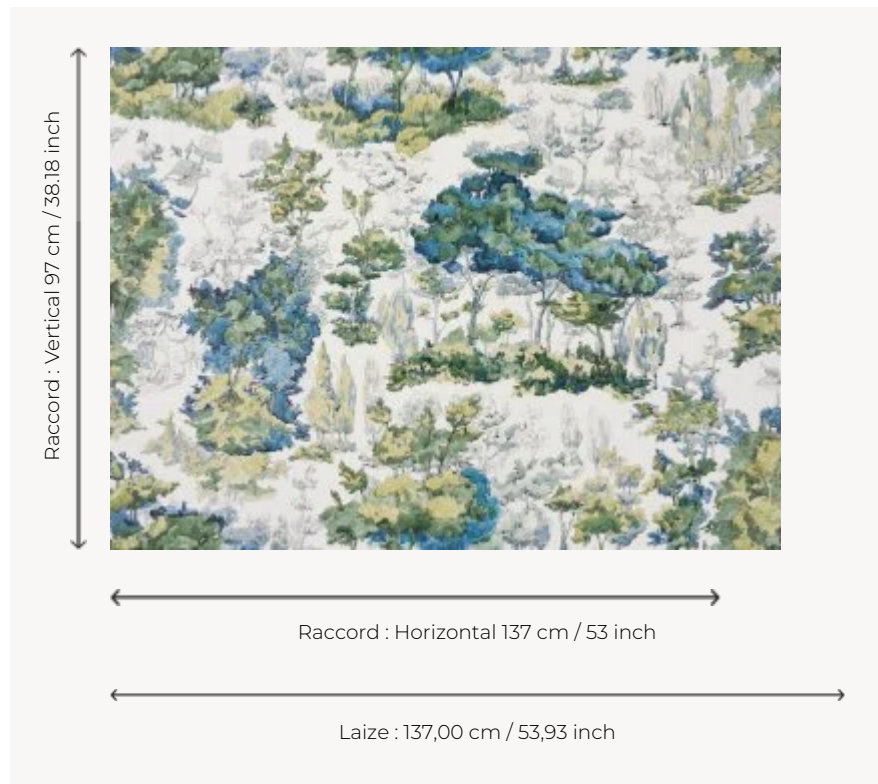 Raccord : Vertical 97 cm / 38.18 inch
Raccord : Horizontal 137 cm / 53 inch
Laize : 137,00 cm / 53,93 inch